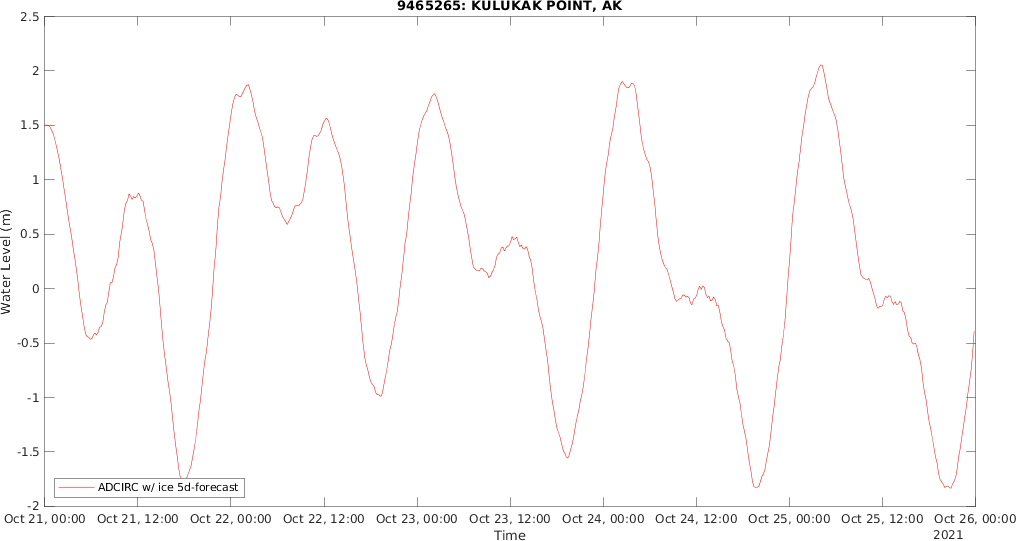 9465265: KULUKAK POINT, AK
2.5
2
1.5
1
0.5
0
-0.5
-1
-1.5
-2
Water Level (m)
ADCIRC w/ ice 5d-forecast
Oct 21, 00:00 Oct 21, 12:00 Oct 22, 00:00 Oct 22, 12:00 Oct 23, 00:00 Oct 23, 12:00 Oct 24, 00:00 Oct 24, 12:00 Oct 25, 00:00 Oct 25, 12:00 Oct 26, 00:00
Time
2021